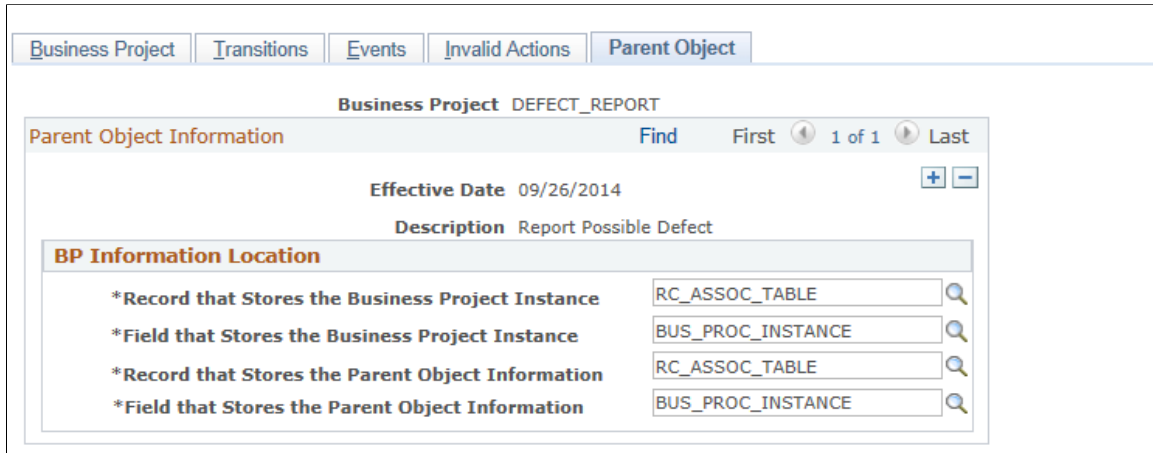 Business Project Transitions Events Invalid Actions Parent Object
Business Project DEFECT_REPORT
Parent Object Information Find First 1 of 1 Last
Effective Date 09/26/2014
Description Report Possible Defect
BP Information Location
*Record that Stores the Business Project Instance RC_ASSOC_TABLE
*Field that Stores the Business Project Instance BUS_PROC_INSTANCE
*Record that Stores the Parent Object Information RC_ASSOC_TABLE
*Field that Stores the Parent Object Information BUS_PROC_INSTANCE